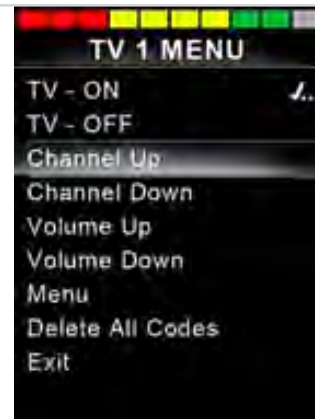 TV 1 MENU
TV - ON
TV - OFF
Channel Up
Channel Down
Volume Up
Volume Down
Menu
Delete All Codes
Exit